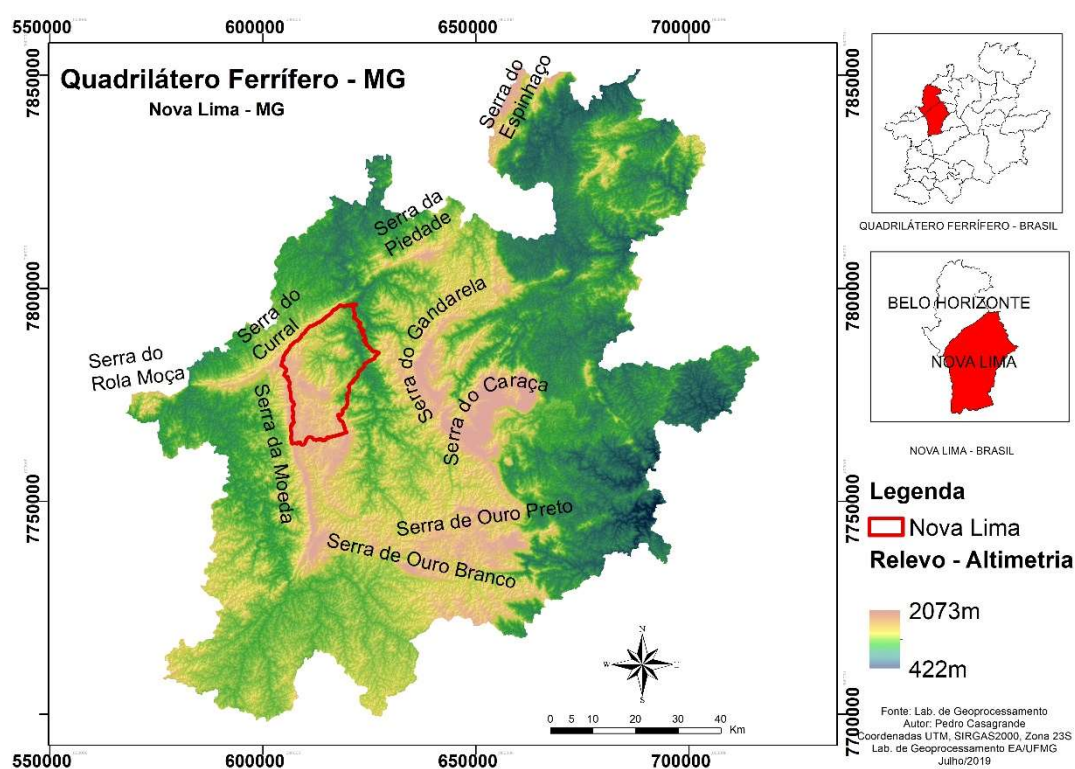 550000 600000 650000 700000
Quadrilátero Ferrífero - MG
Nova Lima - MG
7850000
7800000
7750000
7700000
Serra do
Espinhaço
Serra da
Piedade
Serra do
Curral
Serra do
Rola Moça
Serra do Gandarela
Serra do Caraça
Serra da Moeda
Serra de Ouro Preto
Serra de Ouro Branco
N
W
S
0 5 10 20 30 40
Km
7850000
7800000
7750000
7700000
550000 600000 650000 700000
QUADRILÁTERO FERRÍFERO - BRASIL
BELO HORIZONTE
NOVA LIMA
NOVA LIMA - BRASIL
Legenda
Nova Lima
Relevo - Altimetria
2073m
422m
Fonte: Lab. de Geoprocessamento
Autor: Pedro Casagrande
Coordenadas UTM, SIRGAS2000, Zona 23S
Lab. de Geoprocessamento EA/UFMG
Julho/2019